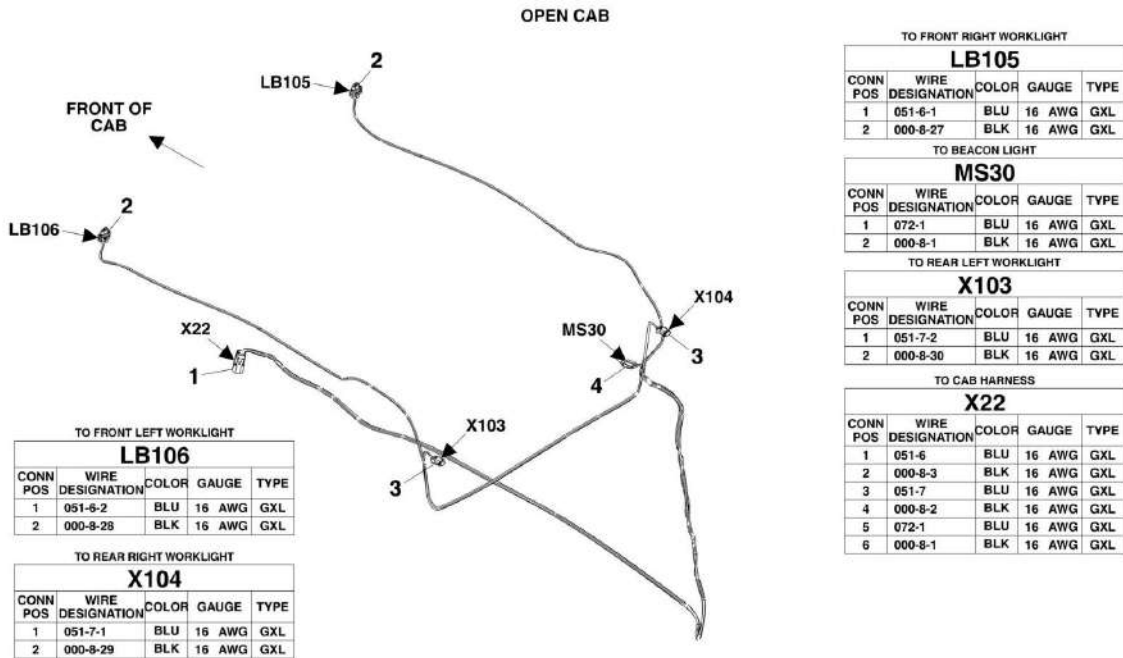 OPEN CAB
FRONT OF
CAB
LB105
2
2
LB106
X22
1
X104
MS30
3
4
X103
3
TO FRONT LEFT WORKLIGHT
LB106
CONN POS WIRE DESIGNATION COLOR GAUGE TYPE
1 051-6-2 BLU 16 AWG GXL
2 000-8-28 BLK 16 AWG GXL
TO REAR RIGHT WORKLIGHT
X104
CONN POS WIRE DESIGNATION COLOR GAUGE TYPE
1 051-7-1 BLU 16 AWG GXL
2 000-8-29 BLK 16 AWG GXL
TO FRONT RIGHT WORKLIGHT
LB105
CONN POS WIRE DESIGNATION COLOR GAUGE TYPE
1 051-6-1 BLU 16 AWG GXL
2 000-8-27 BLK 16 AWG GXL
TO BEACON LIGHT
MS30
CONN POS WIRE DESIGNATION COLOR GAUGE TYPE
1 072-1 BLU 16 AWG GXL
2 000-8-1 BLK 16 AWG GXL
TO REAR LEFT WORKLIGHT
X103
CONN POS WIRE DESIGNATION COLOR GAUGE TYPE
1 051-7-2 BLU 16 AWG GXL
2 000-8-30 BLK 16 AWG GXL
TO CAB HARNESS
X22
CONN POS WIRE DESIGNATION COLOR GAUGE TYPE
1 051-6 BLU 16 AWG GXL
2 000-8-3 BLK 16 AWG GXL
3 051-7 BLU 16 AWG GXL
4 000-8-2 BLK 16 AWG GXL
5 072-1 BLU 16 AWG GXL
6 000-8-1 BLK 16 AWG GXL